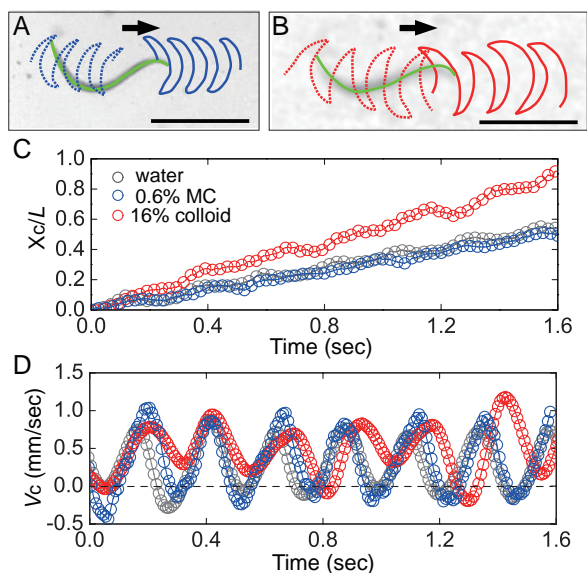 A
B
C
1.0
0.8
0.6
0.4
0.2
0.0
Xc/L
water
0.6% MC
16% colloid
0.0 0.4 0.8 1.2 1.6
Time (sec)
D
1.5
1.0
0.5
0.0
-0.5
Vc (mm/sec)
0.0 0.4 0.8 1.2 1.6
Time (sec)